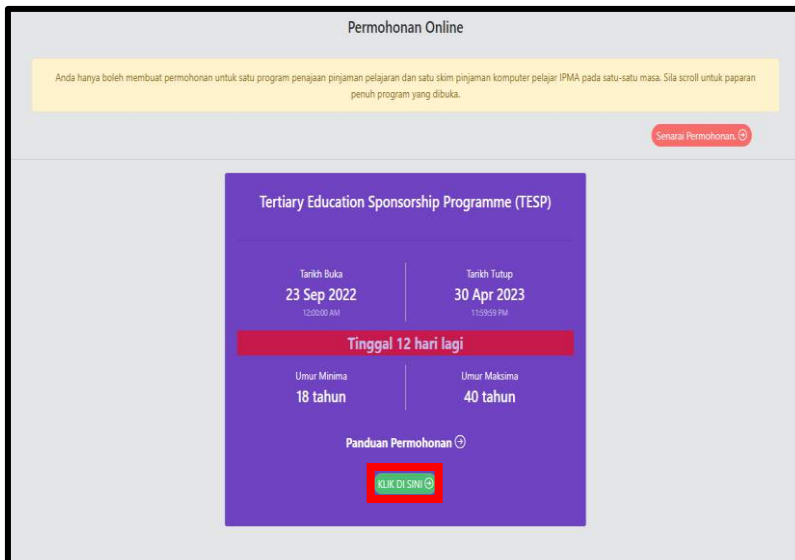 Permohonan Online
Anda hanya boleh membuat permohonan untuk satu program penajaan pinjaman pelajaran dan satu skim pinjaman komputer pelajar IPMA pada satu-satu masa. Sila scroll untuk paparan
penuh program yang dibuka.
Senarai Permohonan.
Tertiary Education Sponsorship Programme (TESP)
Tarikh Buka
23 Sep 2022
12:00:00 AM
Tarikh Tutup
30 Apr 2023
11:59:59 PM
Tinggal 12 hari lagi
Umur Minima
18 tahun
Umur Maksima
40 tahun
Panduan Permohonan
KLIK DI SINI